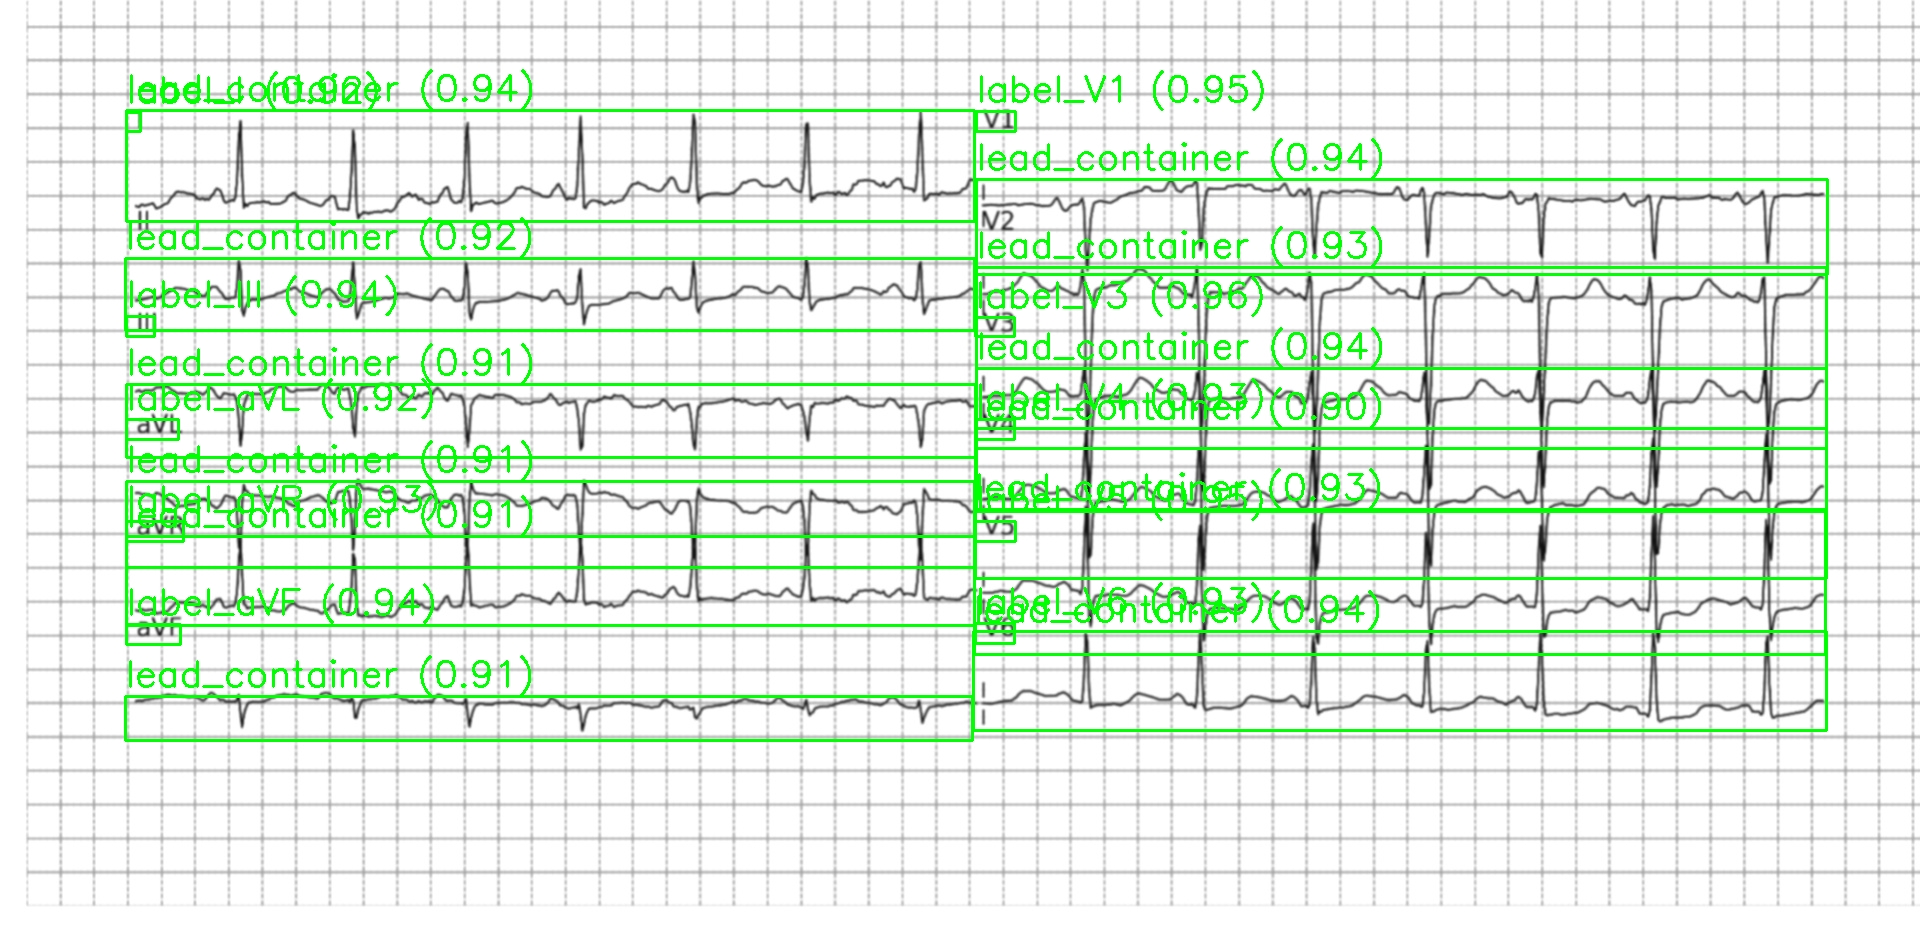 lead_container (0.94)
label_I (0.92)
label_V1 (0.95)
V1
lead_container (0.94)
II
V2
lead_container (0.92)
lead_container (0.93)
label_III (0.94)
label_V3 (0.96)
III
V3
lead_container (0.91)
lead_container (0.94)
label_aVL (0.92)
label_V4 (0.93)
lead_container (0.90)
aVL
V4
lead_container (0.91)
label_aVR (0.93)
lead_container (0.93)
label_V5 (0.95)
lead_container (0.91)
aVR
V5
label_aVF (0.94)
label_V6 (0.93)
lead_container (0.94)
aVF
V6
lead_container (0.91)